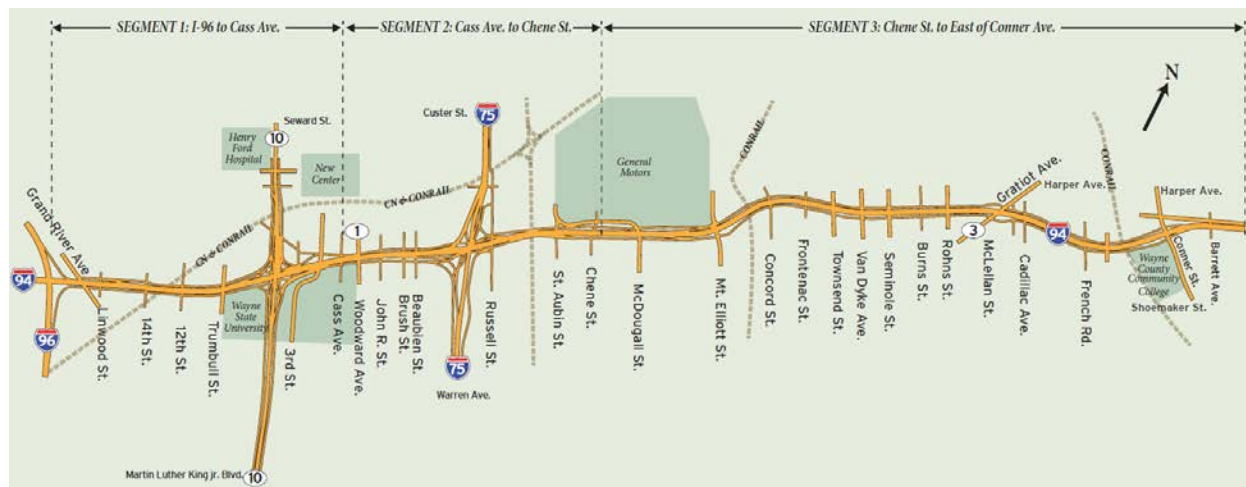 SEGMENT 1: I-96 to Cass Ave.
SEGMENT 2: Cass Ave. to Chene St.
SEGMENT 3: Chene St. to East of Conner Ave.
N
Seward St.
10
Henry
Ford
Hospital
New
Center
Custer St.
75
General
Motors
CONRAIL
CONRAIL
Gratiot Ave.
Harper Ave.
Harper Ave.
Grand River Ave
CN & CONRAIL
CN & CONRAIL
1
3
94
94
96
Wayne
State
University
Wayne
County
Community
College
Conner St.
Barrett Ave.
Shoemaker St.
Linwood St.
14th St.
12th St.
Trumbull St.
3rd St.
Cass Ave.
Woodward Ave.
John R. St.
Brush St.
Beaubien St.
Russell St.
St. Aubin St.
Chene St.
McDougall St.
Mt. Elliott St.
Concord St.
Frontenac St.
Townsend St.
Van Dyke Ave.
Seminole St.
Burns St.
Rohns St.
McLellan St.
Cadillac Ave.
French Rd.
75
Warren Ave.
Martin Luther King jr. Blvd.
10